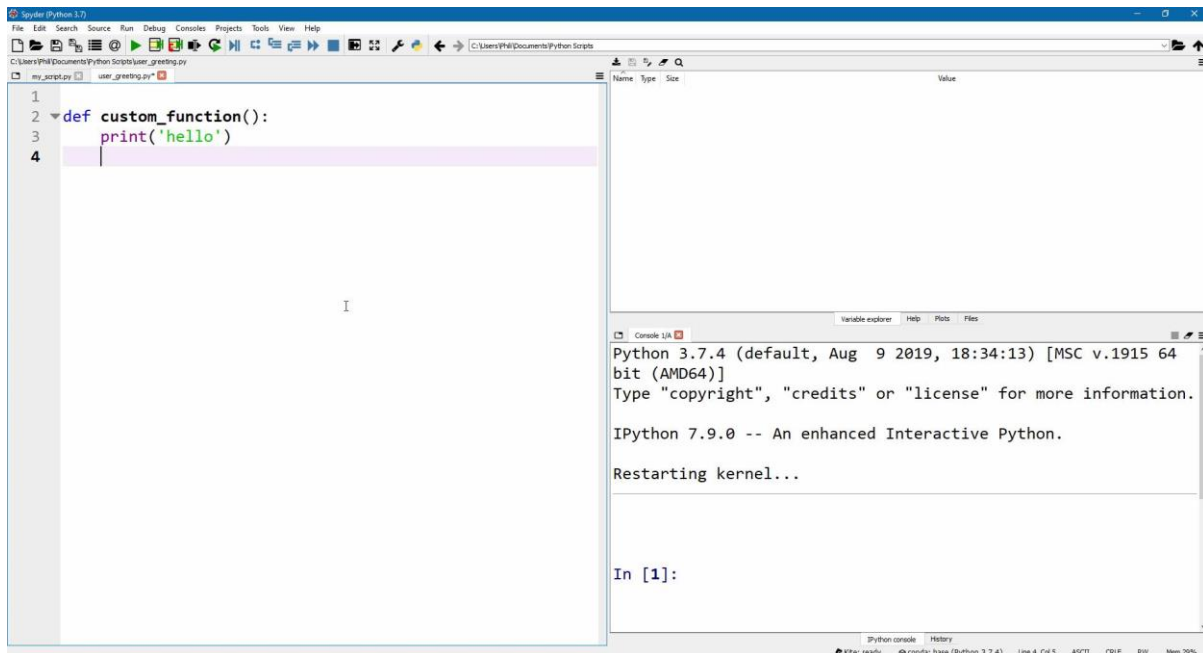 Spyder (Python 3.7)
File Edit Search Source Run Debug Consoles Projects Tools View Help
C:\Users\Phil\Documents\Python Scripts
C:\Users\Phil\Documents\Python Scripts\user_greeting.py
my_script.py user_greeting.py*
1
2 def custom_function():
3 print('hello')
4
Name Type Size Value
Variable explorer Help Plots Files
Console 1/A
Python 3.7.4 (default, Aug 9 2019, 18:34:13) [MSC v.1915 64
bit (AMD64)]
Type "copyright", "credits" or "license" for more information.
IPython 7.9.0 -- An enhanced Interactive Python.
Restarting kernel...
In [1]:
IPython console History
Kite: ready conda: base (Python 3.7.4) Line 4, Col 5 ASCII CRLF RW Mem 29%